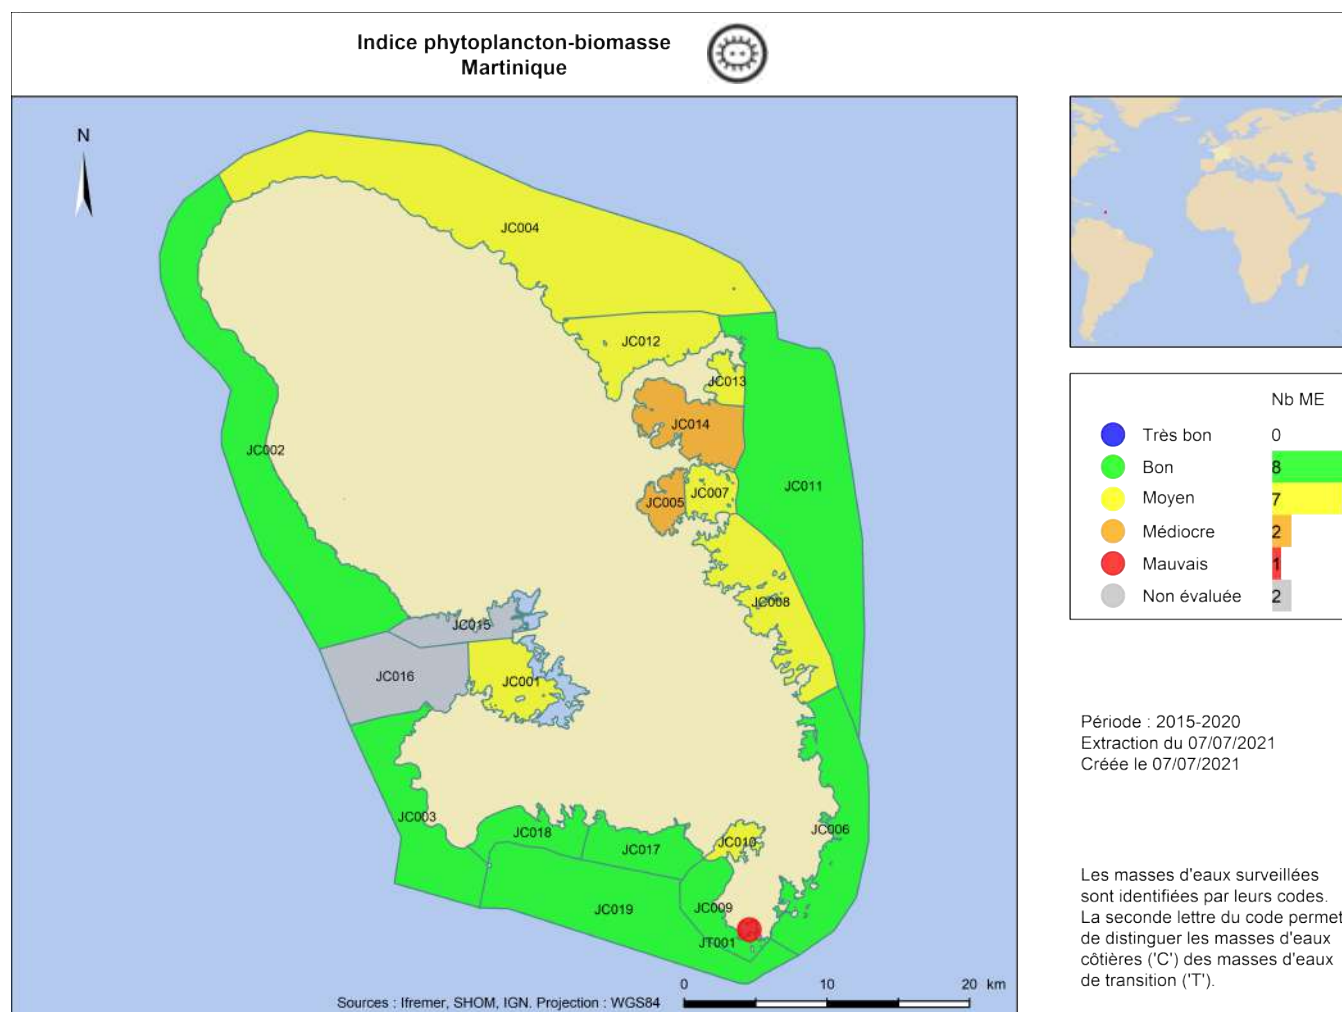 Indice phytoplancton-biomasse
Martinique
N
JC004
JC012
JC013
JC014
JC002
JC011
JC005
JC007
JC008
JC015
JC016
JC001
JC003
JC018
JC017
JC010
JC006
JC019
JC009
JT001
0 10 20 km
Sources : Ifremer, SHOM, IGN. Projection : WGS84
Nb ME
Très bon 0
Bon 8
Moyen 7
Médiocre 2
Mauvais 1
Non évaluée 2
Période : 2015-2020
Extraction du 07/07/2021
Créée le 07/07/2021
Les masses d'eaux surveillées
sont identifiées par leurs codes.
La seconde lettre du code permet
de distinguer les masses d'eaux
côtières ('C') des masses d'eaux
de transition ('T').